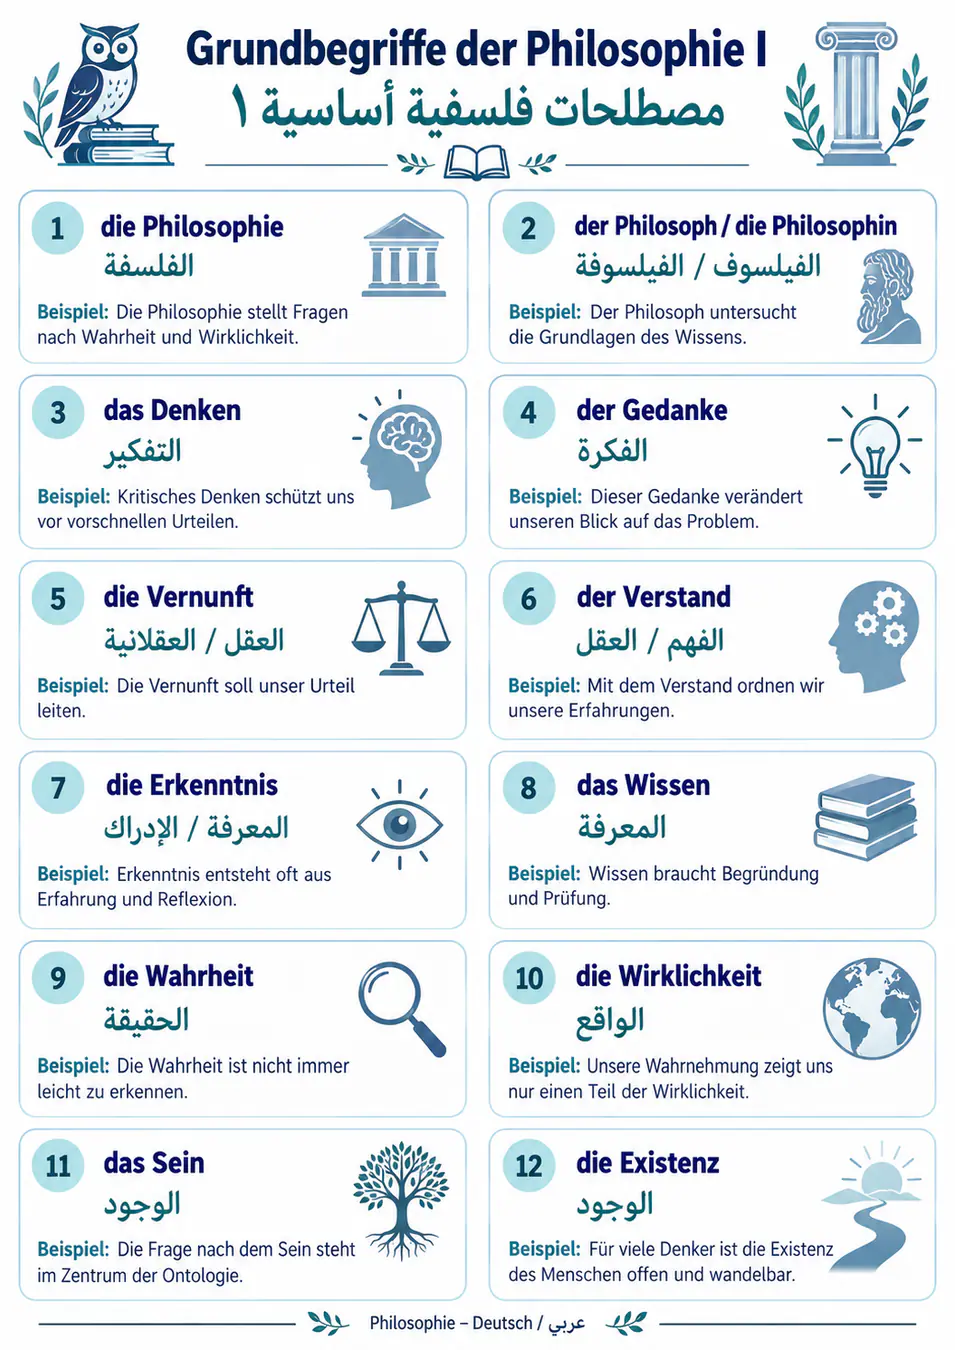 Grundbegriffe der Philosophie I
مصطلحات فلسفية أساسية ١
1
die Philosophie
الفلسفة
Beispiel: Die Philosophie stellt Fragen
nach Wahrheit und Wirklichkeit.
2
der Philosoph / die Philosophin
الفيلسوف / الفيلسوفة
Beispiel: Der Philosoph untersucht
die Grundlagen des Wissens.
3
das Denken
التفكير
Beispiel: Kritisches Denken schützt uns
vor vorschnellen Urteilen.
4
der Gedanke
الفكرة
Beispiel: Dieser Gedanke verändert
unseren Blick auf das Problem.
5
die Vernunft
العقل / العقلانية
Beispiel: Die Vernunft soll unser Urteil
leiten.
6
der Verstand
الفهم / العقل
Beispiel: Mit dem Verstand ordnen wir
unsere Erfahrungen.
7
die Erkenntnis
المعرفة / الإدراك
Beispiel: Erkenntnis entsteht oft aus
Erfahrung und Reflexion.
8
das Wissen
المعرفة
Beispiel: Wissen braucht Begründung
und Prüfung.
9
die Wahrheit
الحقيقة
Beispiel: Die Wahrheit ist nicht immer
leicht zu erkennen.
10
die Wirklichkeit
الواقع
Beispiel: Unsere Wahrnehmung zeigt uns
nur einen Teil der Wirklichkeit.
11
das Sein
الوجود
Beispiel: Die Frage nach dem Sein steht
im Zentrum der Ontologie.
12
die Existenz
الوجود
Beispiel: Für viele Denker ist die Existenz
des Menschen offen und wandelbar.
Philosophie – Deutsch / عربي